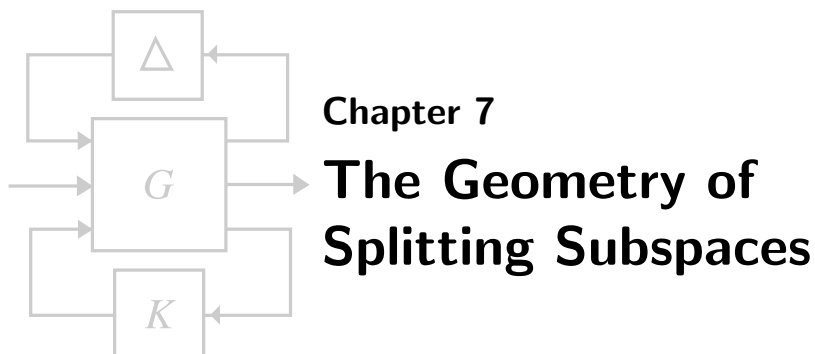 Δ
G
K
Chapter 7
The Geometry of
Splitting Subspaces